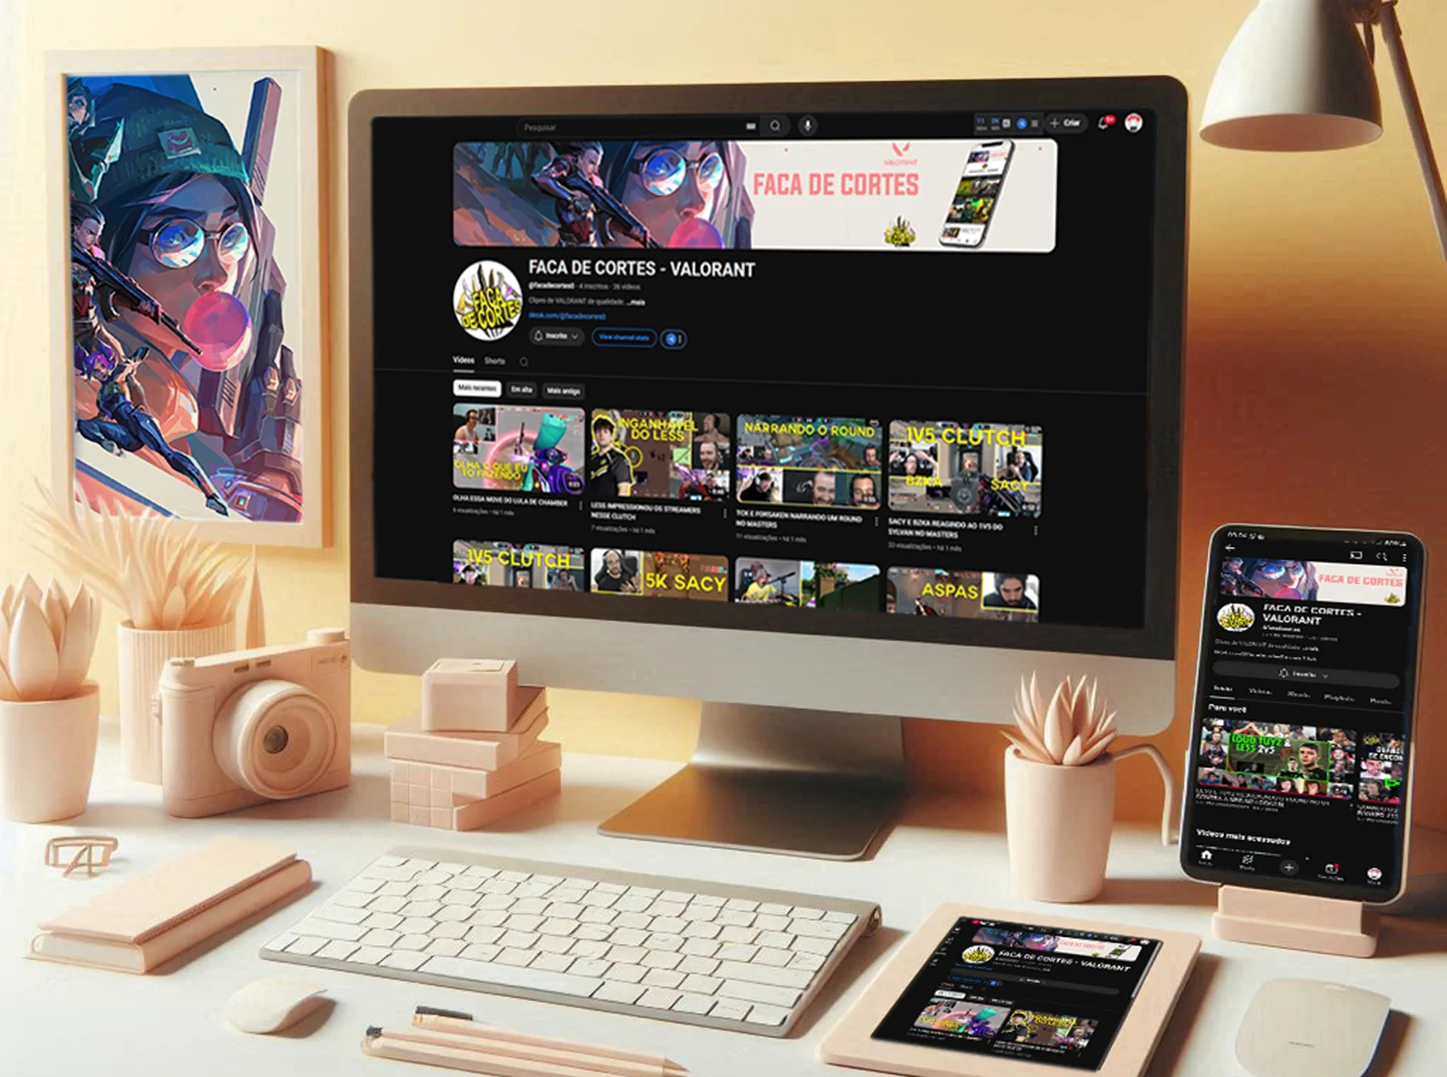 Pesquisar
Criar
VALORANT
FACA DE CORTES
FACA DE CORTES - VALORANT
@facadecortes0 · 4 inscritos · 36 vídeos
Clipes de VALORANT de qualidade. ...mais
tiktok.com/@facadecortes0
Inscrito
View channel stats
FACA
DE CORTES
Vídeos
Shorts
Mais recentes
Em alta
Mais antigo
OLHA O QUE EU
TO FAZENDO
INGANHÁVEL
DO LESS
NARRANDO O ROUND
1V5 CLUTCH
BZKA
SACY
OLHA ESSA MOVE DO LULA DE CHAMBER
6 visualizações · há 1 mês
LESS IMPRESSIONOU OS STREAMERS
NESSE CLUTCH
7 visualizações · há 1 mês
TCK E FORSAKEN NARRANDO UM ROUND
NO MASTERS
11 visualizações · há 1 mês
SACY E BZKA REAGINDO AO 1V5 DO
SYLVAN NO MASTERS
33 visualizações · há 1 mês
1V5 CLUTCH
5K SACY
ASPAS
FACA DE CORTES
FACA DE CORTES -
VALORANT
Inscrito
Para você
LOUD TUYZ &
LESS 2v5
Vídeos mais acessados
FACA DE CORTES - VALORANT